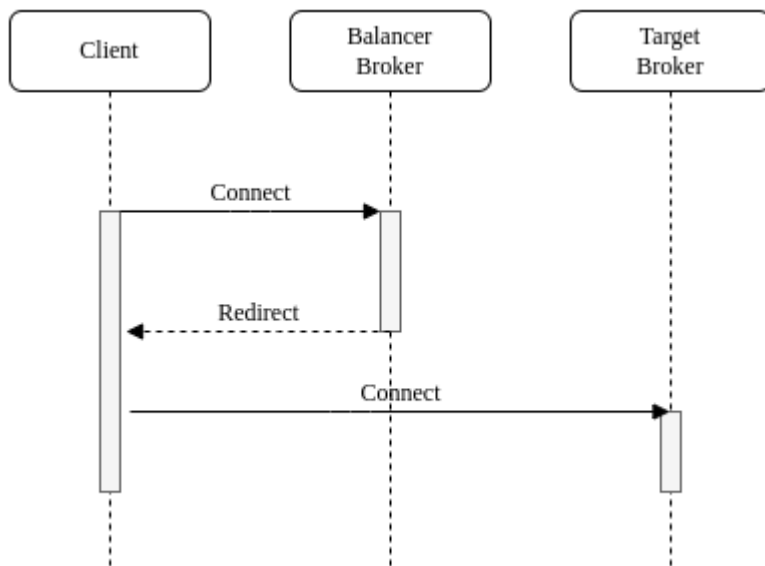 Client
Balancer
Broker
Target
Broker
Connect
Redirect
Connect